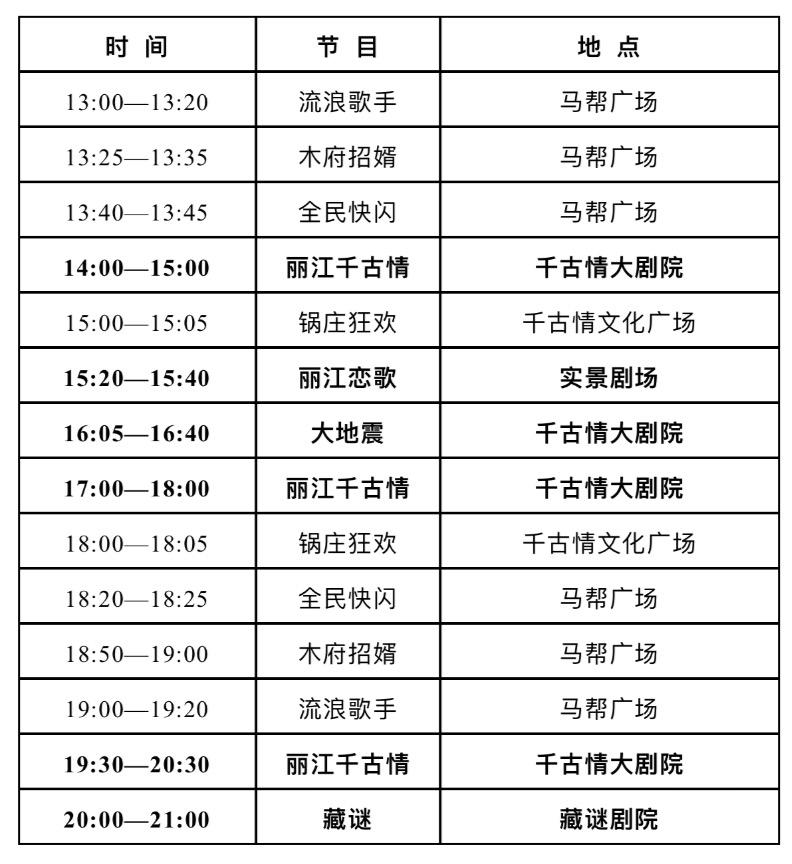 时 间 节 目 地 点
13:00—13:20 流浪歌手 马帮广场
13:25—13:35 木府招婿 马帮广场
13:40—13:45 全民快闪 马帮广场
14:00—15:00 丽江千古情 千古情大剧院
15:00—15:05 锅庄狂欢 千古情文化广场
15:20—15:40 丽江恋歌 实景剧场
16:05—16:40 大地震 千古情大剧院
17:00—18:00 丽江千古情 千古情大剧院
18:00—18:05 锅庄狂欢 千古情文化广场
18:20—18:25 全民快闪 马帮广场
18:50—19:00 木府招婿 马帮广场
19:00—19:20 流浪歌手 马帮广场
19:30—20:30 丽江千古情 千古情大剧院
20:00—21:00 藏谜 藏谜剧院